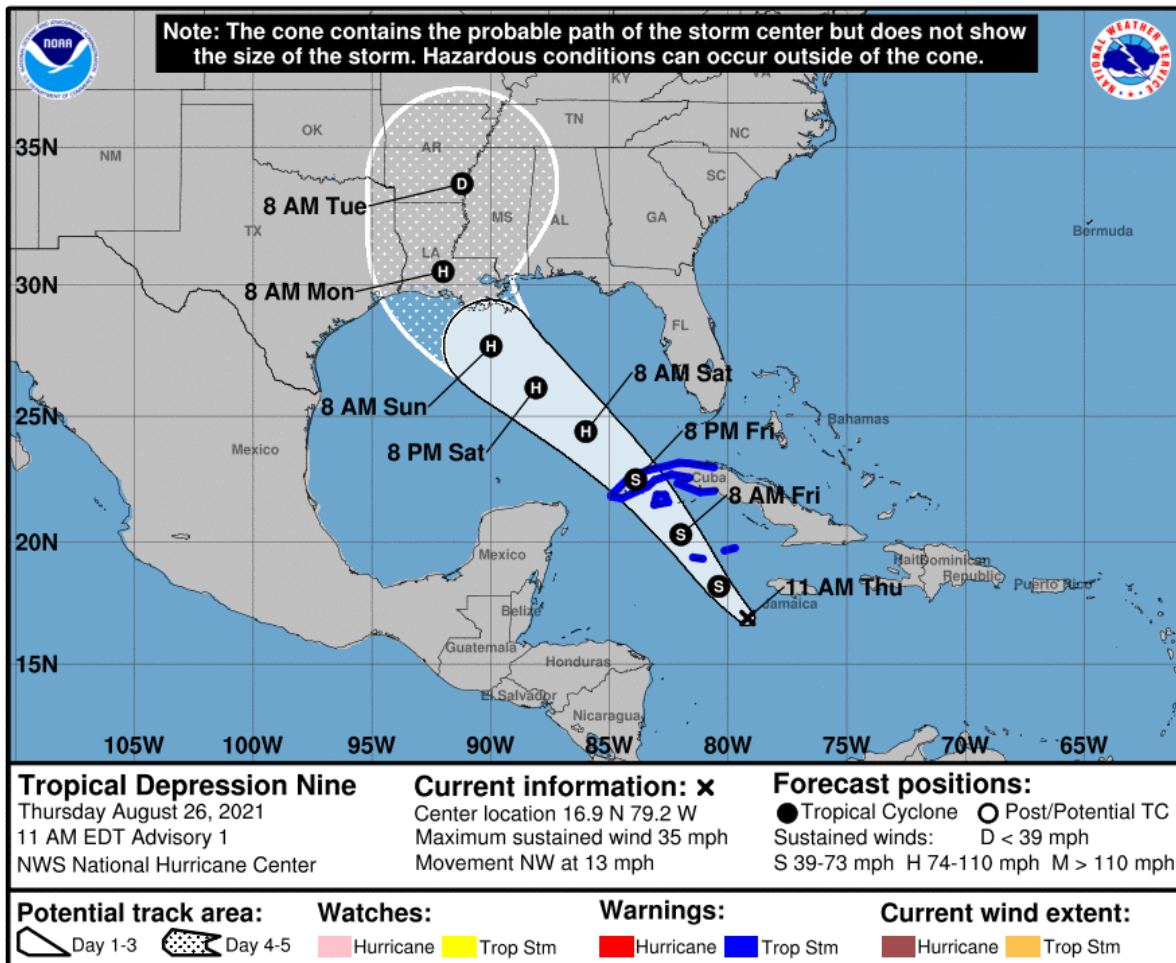 Note: The cone contains the probable path of the storm center but does not show
the size of the storm. Hazardous conditions can occur outside of the cone.
NOAA
NATIONAL WEATHER SERVICE
KY
VA
OK
TN
NC
NM
AR
35N
SC
8 AM Tue
D
MS
AL
GA
TX
LA
Bermuda
H
8 AM Mon
30N
FL
H
8 AM Sat
H
8 AM Sun
25N
H
Bahamas
Mexico
8 PM Sat
8 PM Fri
S
Cuba
8 AM Fri
S
20N
Mexico
Haiti
Dominican
Republic
Puerto Rico
S
11 AM Thu
Jamaica
Belize
Guatemala
Honduras
15N
El Salvador
Nicaragua
105W 100W 95W 90W 85W 80W 75W 70W 65W
Tropical Depression Nine
Thursday August 26, 2021
11 AM EDT Advisory 1
NWS National Hurricane Center
Current information: ×
Center location 16.9 N 79.2 W
Maximum sustained wind 35 mph
Movement NW at 13 mph
Forecast positions:
Tropical Cyclone Post/Potential TC
Sustained winds: D < 39 mph
S 39-73 mph H 74-110 mph M > 110 mph
Potential track area:
Day 1-3 Day 4-5
Watches:
Hurricane Trop Stm
Warnings:
Hurricane Trop Stm
Current wind extent:
Hurricane Trop Stm